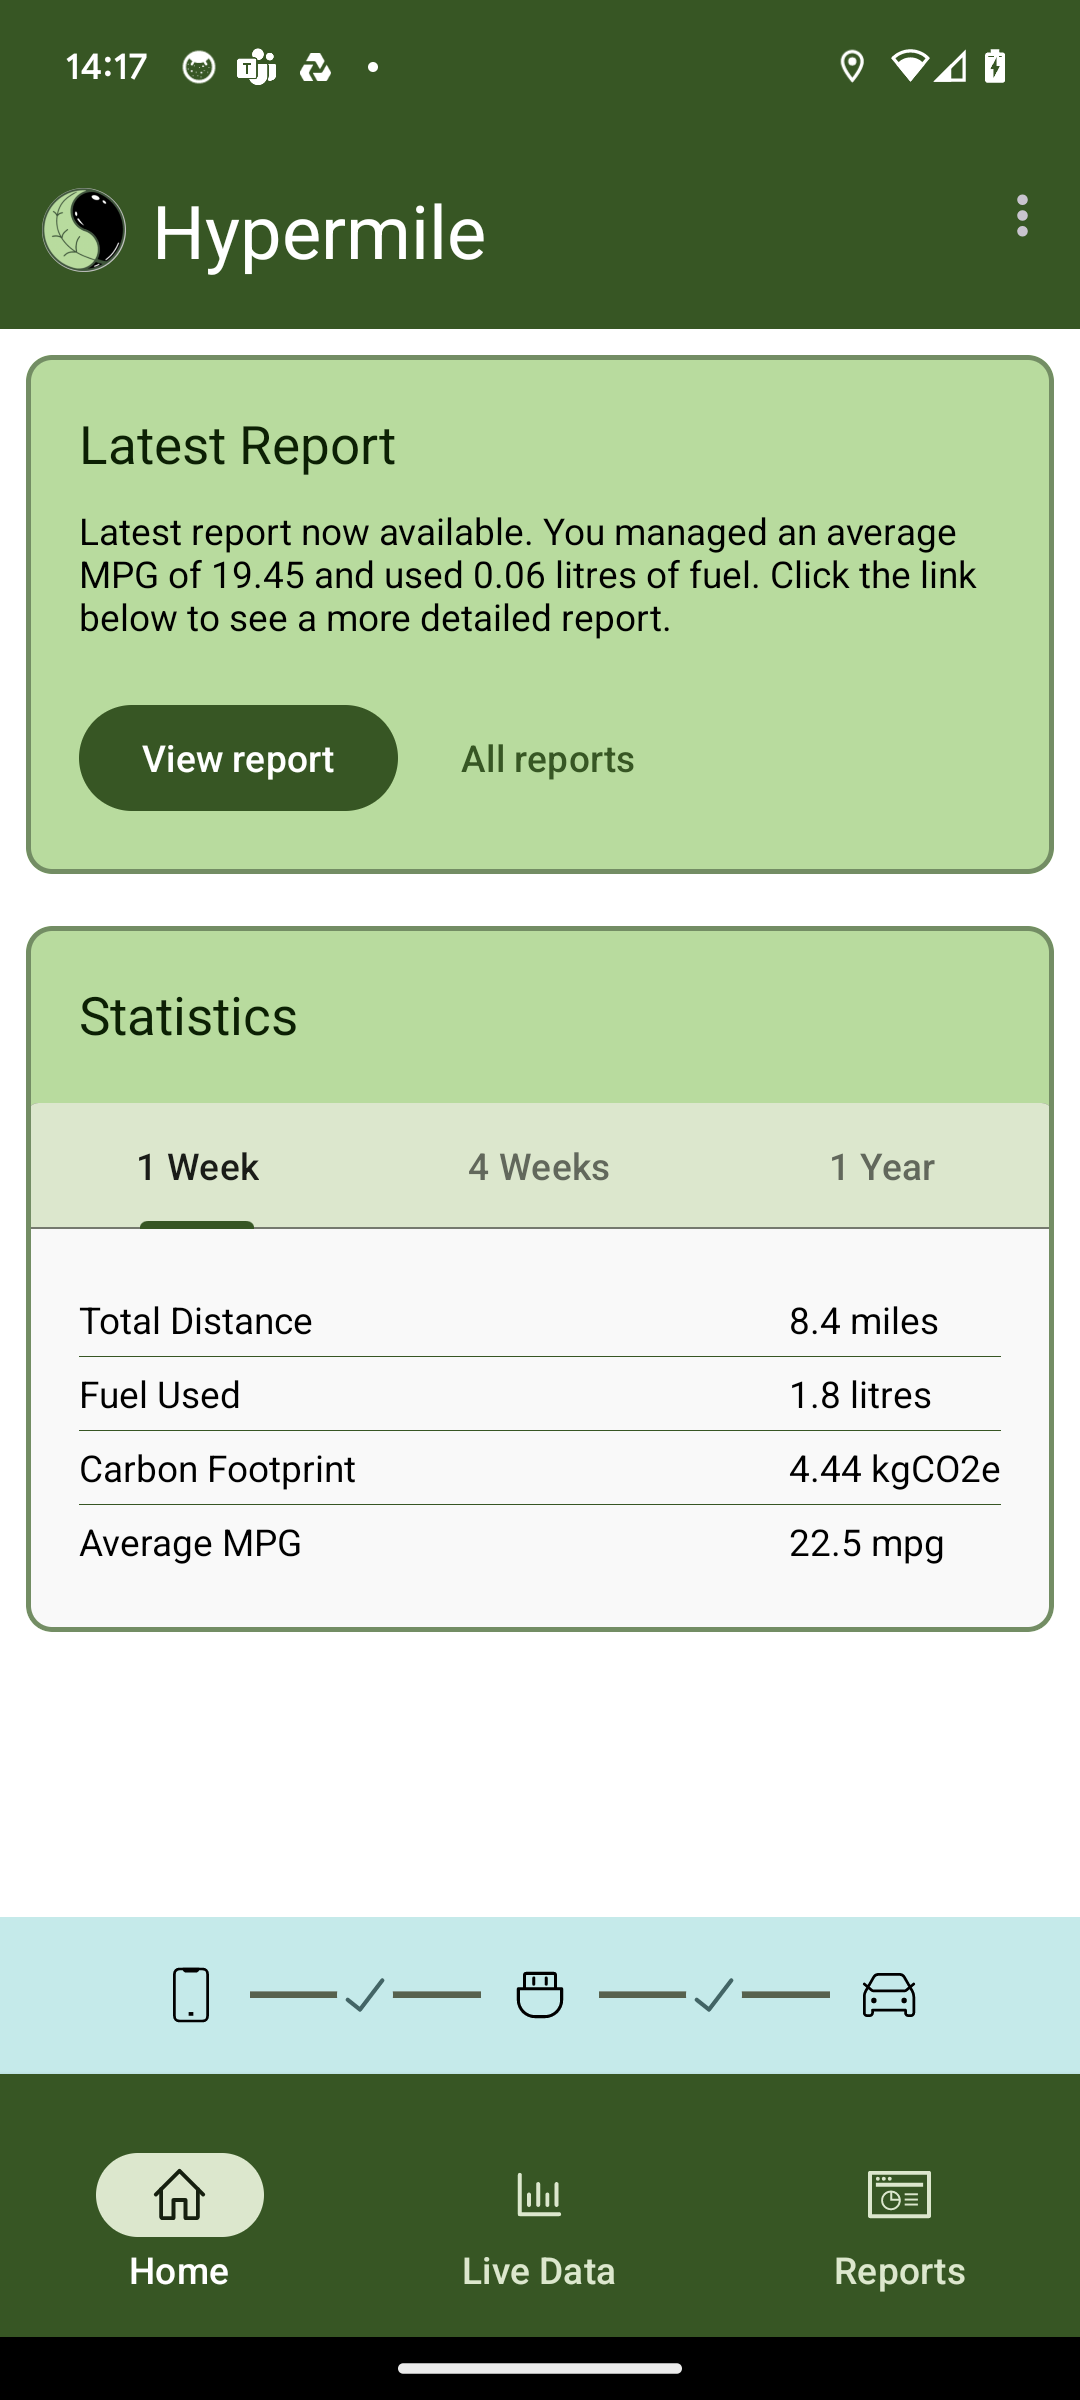 14:17
Hypermile
Latest Report
Latest report now available. You managed an average
MPG of 19.45 and used 0.06 litres of fuel. Click the link
below to see a more detailed report.
View report All reports
Statistics
1 Week 4 Weeks 1 Year
Total Distance 8.4 miles
Fuel Used 1.8 litres
Carbon Footprint 4.44 kgCO2e
Average MPG 22.5 mpg
Home Live Data Reports